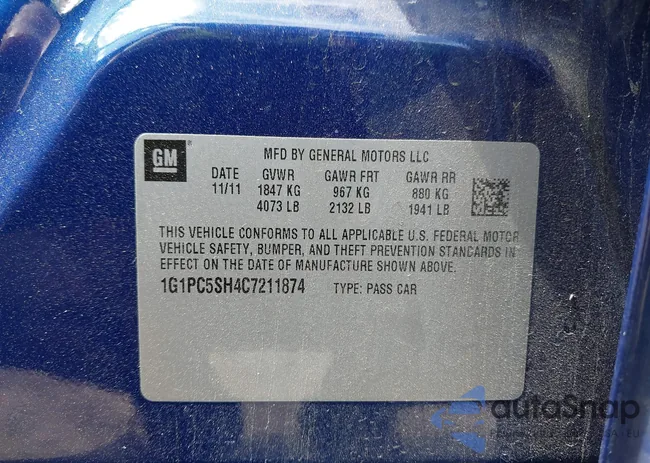 GM
MFD BY GENERAL MOTORS LLC
DATE GVWR GAWR FRT GAWR RR
11/11 1847 KG 967 KG 880 KG
4073 LB 2132 LB 1941 LB
THIS VEHICLE CONFORMS TO ALL APPLICABLE U.S. FEDERAL MOTOR
VEHICLE SAFETY, BUMPER, AND THEFT PREVENTION STANDARDS IN
EFFECT ON THE DATE OF MANUFACTURE SHOWN ABOVE.
1G1PC5SH4C7211874 TYPE: PASS CAR
autoSnap